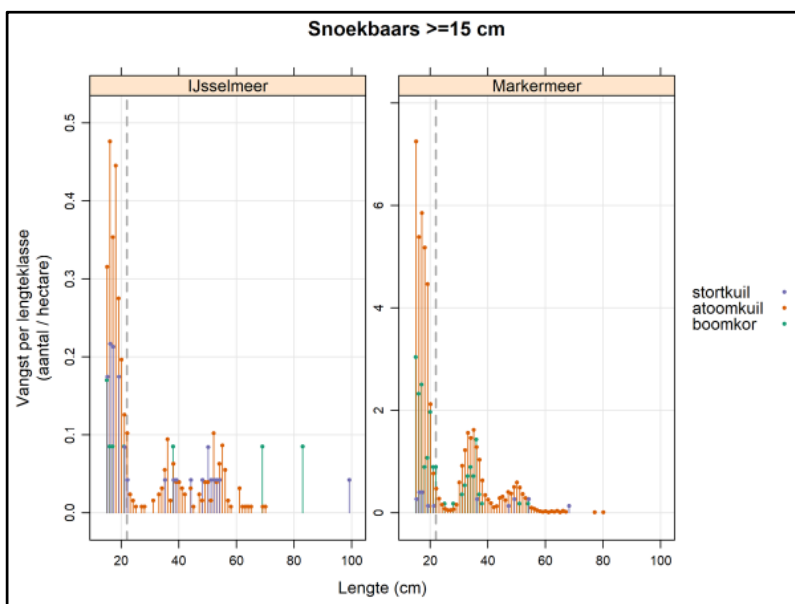 Snoekbaars >=15 cm
IJsselmeer
Markermeer
Vangst per lengteklasse
(aantal / hectare)
0.5
0.4
0.3
0.2
0.1
0.0
6
4
2
0
stortkuil
atoomkuil
boomkor
20 40 60 80 100
20 40 60 80 100
Lengte (cm)